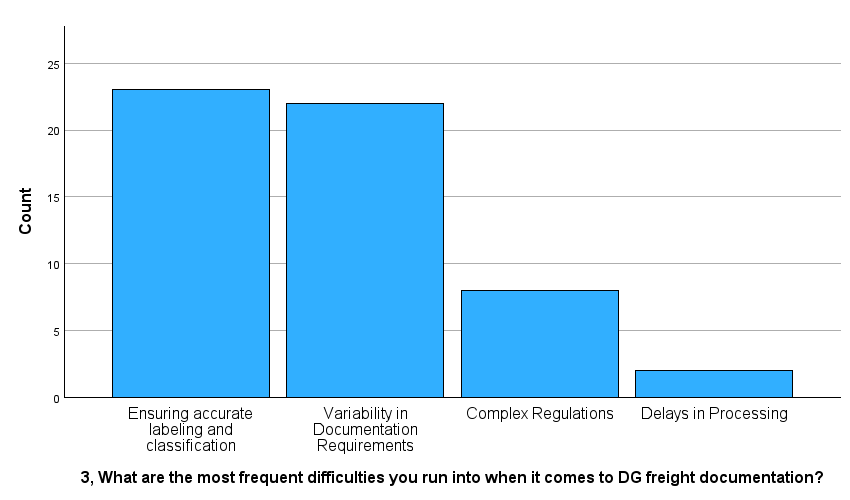 25
20
15
10
5
0
Count
Ensuring accurate
labeling and
classification
Variability in
Documentation
Requirements
Complex Regulations
Delays in Processing
3, What are the most frequent difficulties you run into when it comes to DG freight documentation?